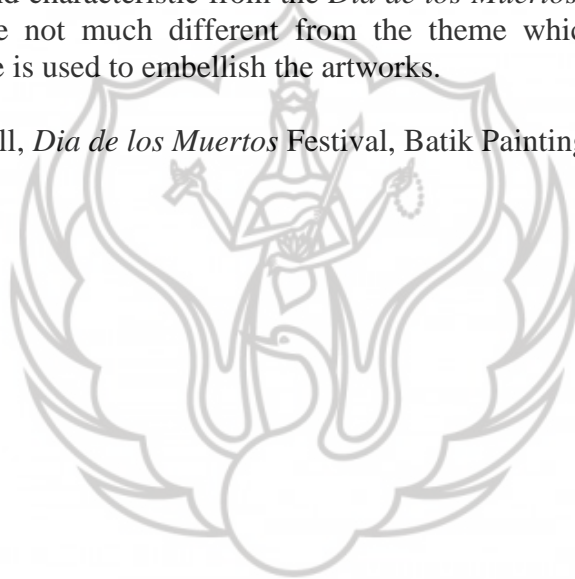 d characteristic from the Dia de los Muertos
e not much different from the theme whic
e is used to embellish the artworks.
ll, Dia de los Muertos Festival, Batik Painting